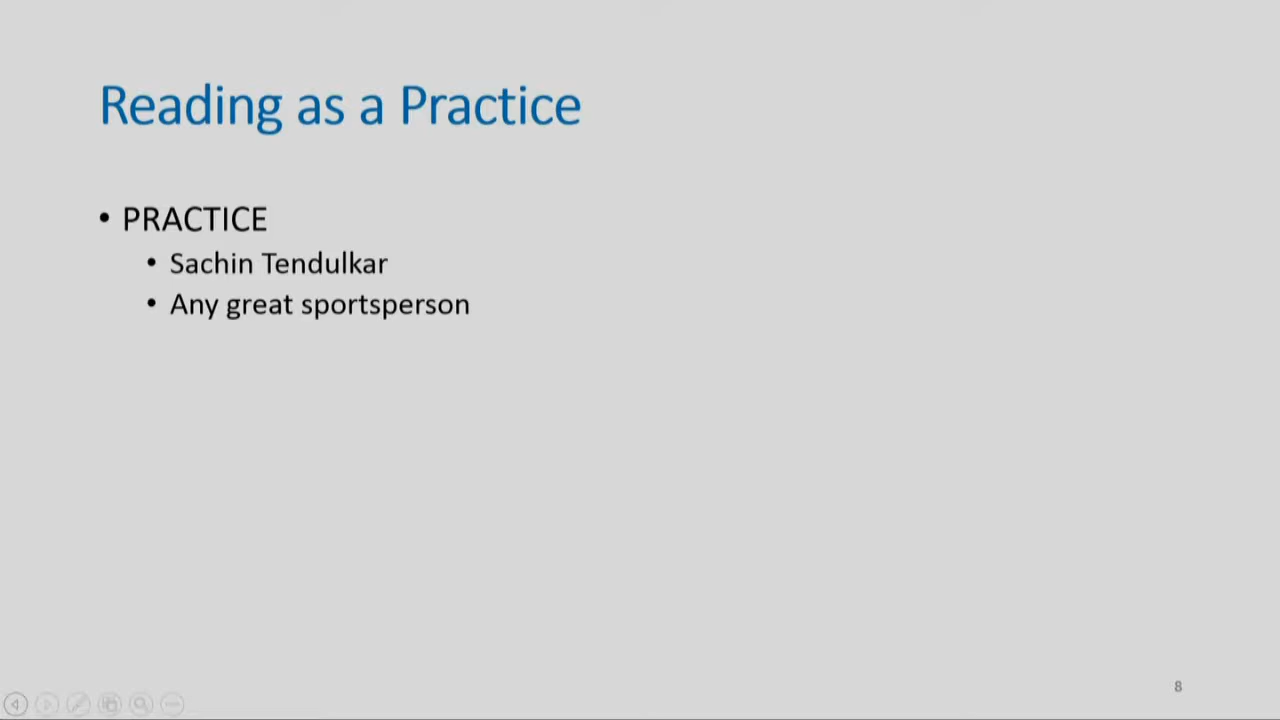 Reading as a Practice
• PRACTICE
• Sachin Tendulkar
• Any great sportsperson
8